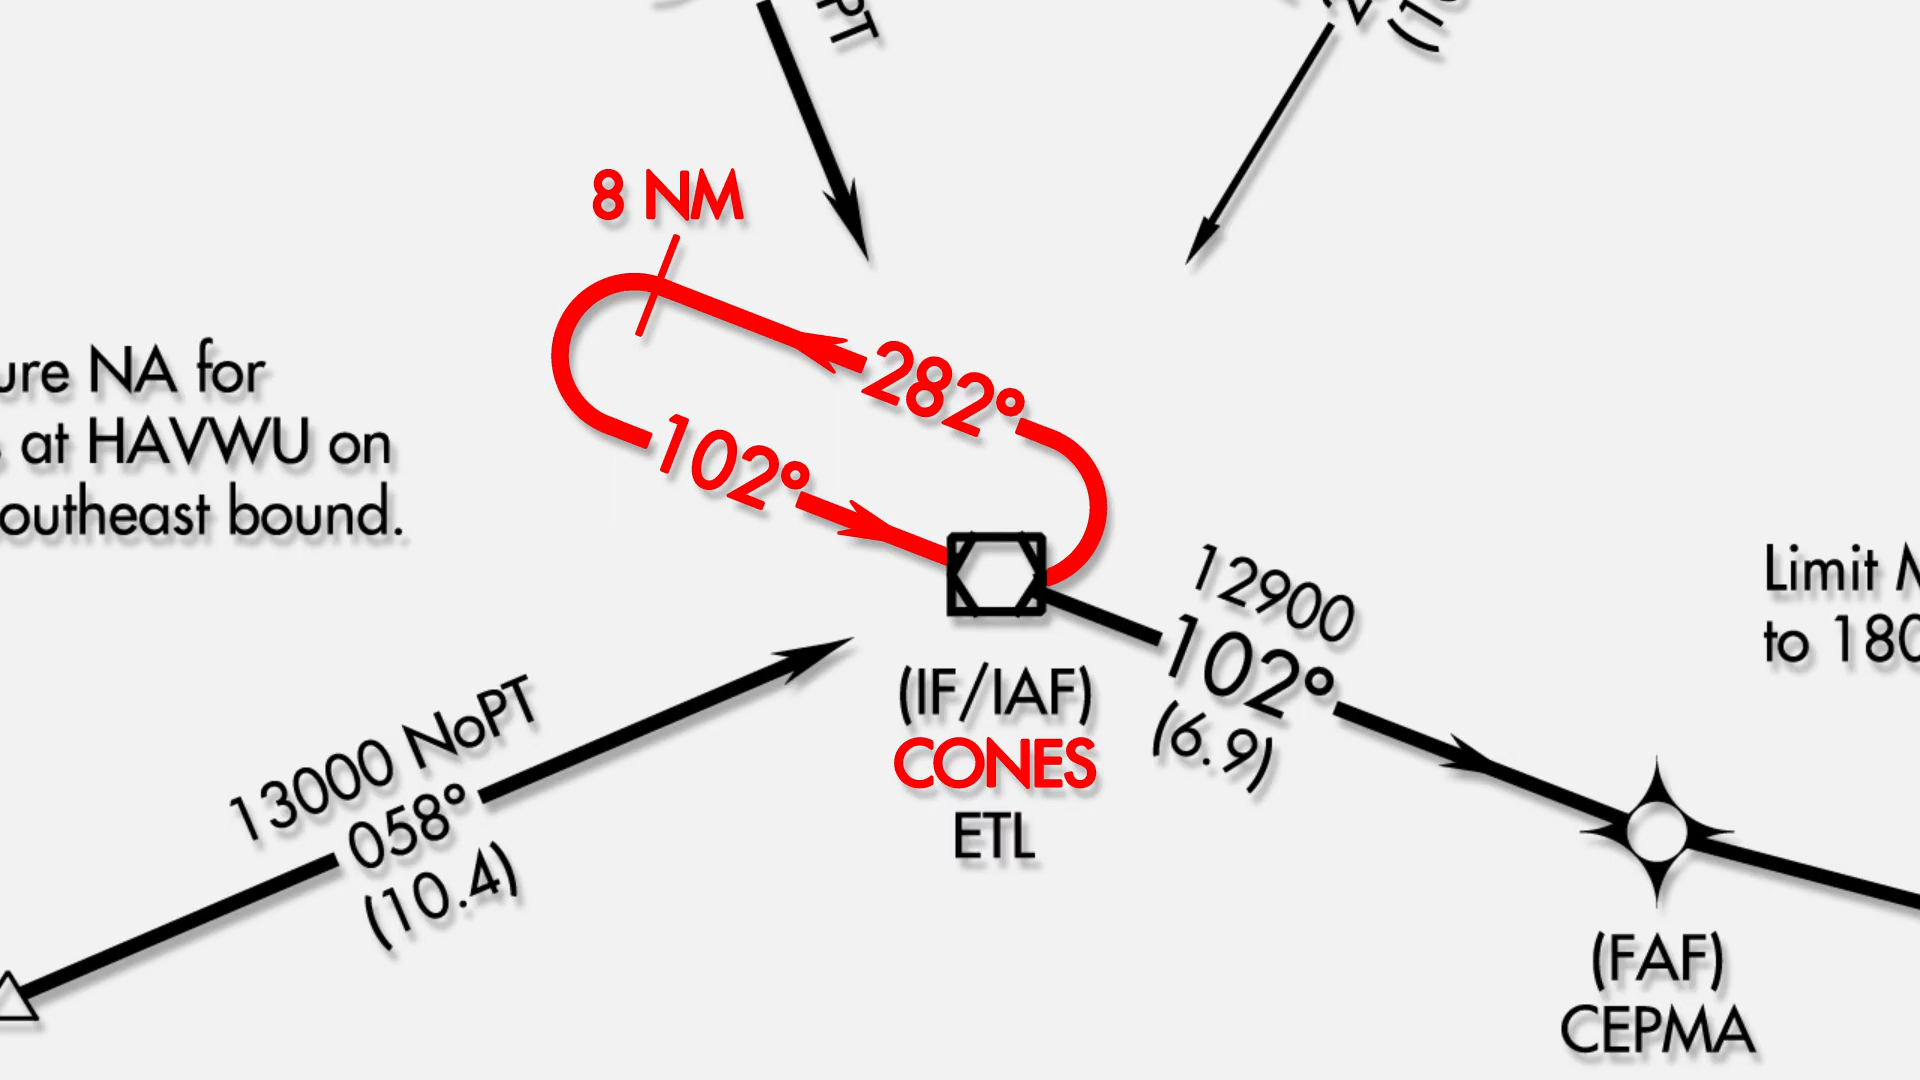 PT
8 NM
282°
102°
ure NA for
at HAVWU on
outheast bound.
12900
102°
(6.9)
Limit
to 180
(IF/IAF)
CONES
ETL
13000 NoPT
058°
(10.4)
(FAF)
CEPMA